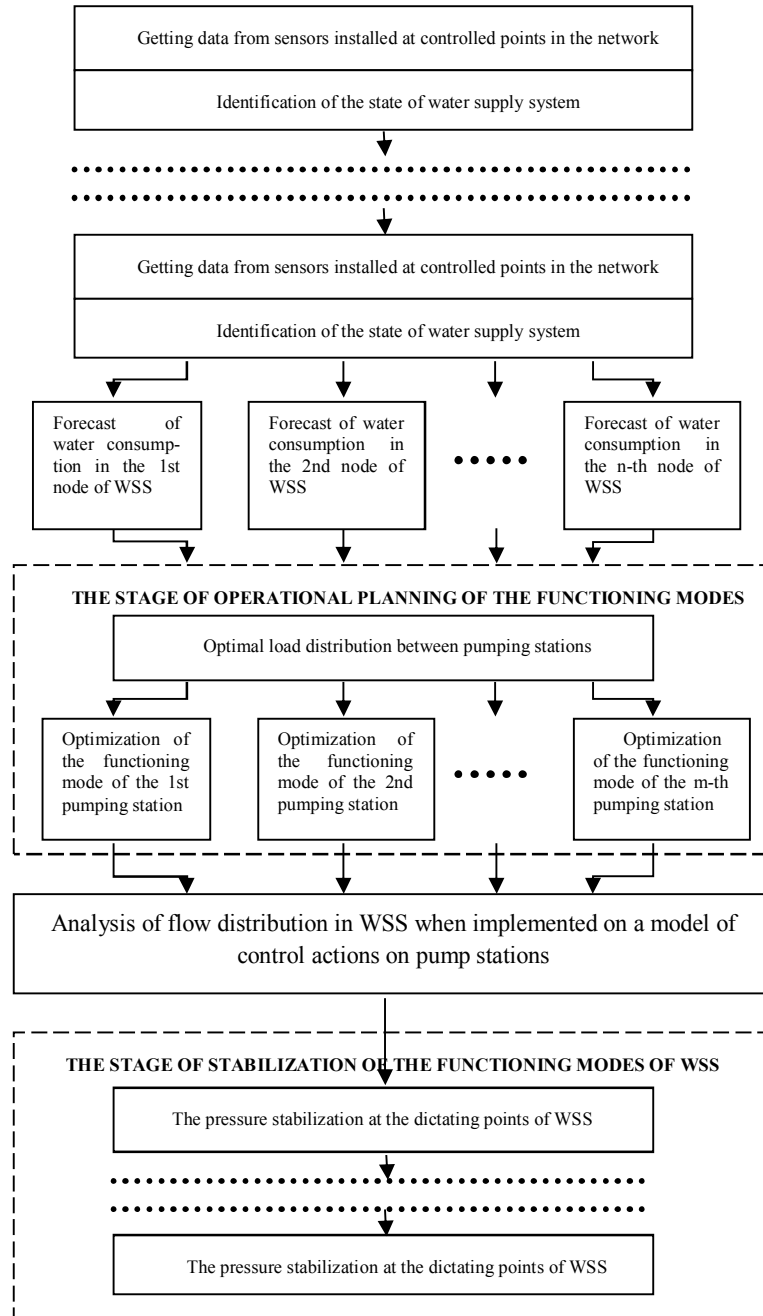 Getting data from sensors installed at controlled points in the network
Identification of the state of water supply system
Getting data from sensors installed at controlled points in the network
Identification of the state of water supply system
Forecast of
water consump-
tion in the 1st
node of WSS
Forecast of water
consumption in
the 2nd node of
WSS
Forecast of water
consumption in
the n-th node of
WSS
THE STAGE OF OPERATIONAL PLANNING OF THE FUNCTIONING MODES
Optimal load distribution between pumping stations
Optimization of
the functioning
mode of the 1st
pumping station
Optimization of
the functioning
mode of the 2nd
pumping station
Optimization
of the functioning
mode of the m-th
pumping station
Analysis of flow distribution in WSS when implemented on a model of
control actions on pump stations
THE STAGE OF STABILIZATION OF THE FUNCTIONING MODES OF WSS
The pressure stabilization at the dictating points of WSS
The pressure stabilization at the dictating points of WSS